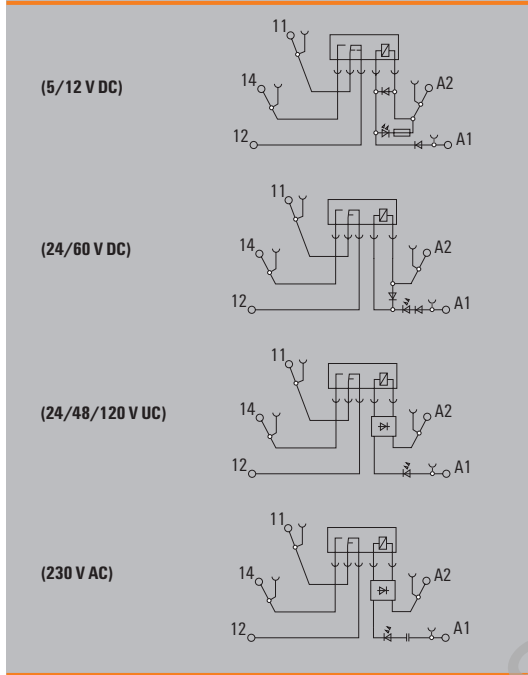 11
14
(5/12 V DC)
A2
12
A1
11
14
(24/60 V DC)
A2
12
A1
11
14
(24/48/120 V UC)
A2
12
A1
11
14
(230 V AC)
A2
12
A1